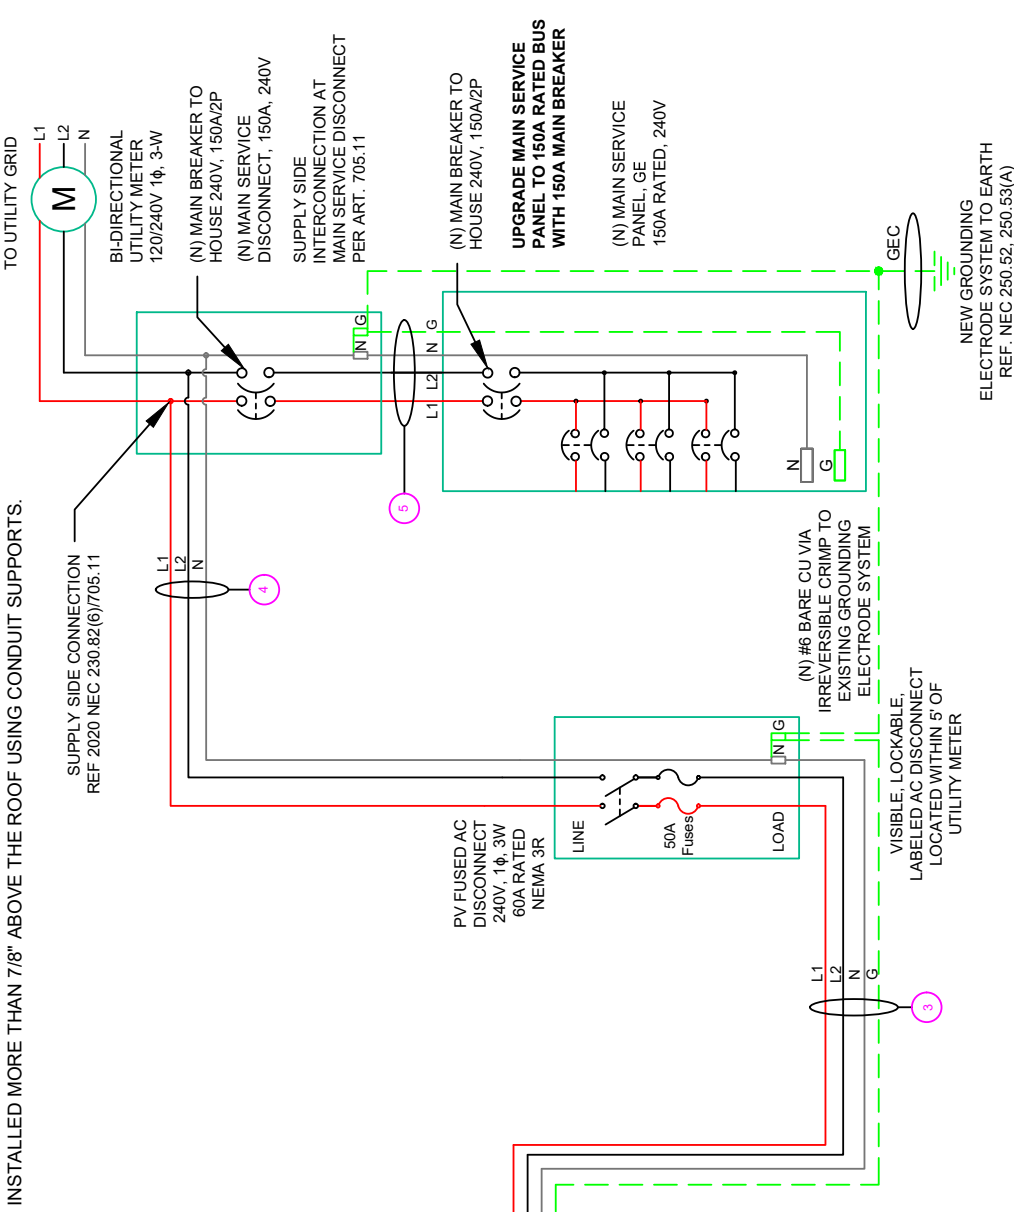 INSTALLED MORE THAN 7/8" ABOVE THE ROOF USING CONDUIT SUPPORTS.
TO UTILITY GRID
L1
L2
N
M
BI-DIRECTIONAL
UTILITY METER
120/240V 1ϕ, 3-W
(N) MAIN BREAKER TO
HOUSE 240V, 150A/2P
(N) MAIN SERVICE
DISCONNECT, 150A, 240V
SUPPLY SIDE
INTERCONNECTION AT
MAIN SERVICE DISCONNECT
PER ART. 705.11
(N) MAIN BREAKER TO
HOUSE 240V, 150A/2P
UPGRADE MAIN SERVICE
PANEL TO 150A RATED BUS
WITH 150A MAIN BREAKER
(N) MAIN SERVICE
PANEL, GE
150A RATED, 240V
GEC
NEW GROUNDING
ELECTRODE SYSTEM TO EARTH
REF. NEC 250.52, 250.53(A)
N
G
L1
L2
N
G
5
N
G
SUPPLY SIDE CONNECTION
REF 2020 NEC 230.82(6)/705.11
L1
L2
N
4
(N) #6 BARE CU VIA
IRREVERSIBLE CRIMP TO
EXISTING GROUNDING
ELECTRODE SYSTEM
PV FUSED AC
DISCONNECT
240V, 1ϕ, 3W
60A RATED
NEMA 3R
LINE
50A
Fuses
LOAD
N
G
VISIBLE, LOCKABLE,
LABELED AC DISCONNECT
LOCATED WITHIN 5' OF
UTILITY METER
L1
L2
N
G
3